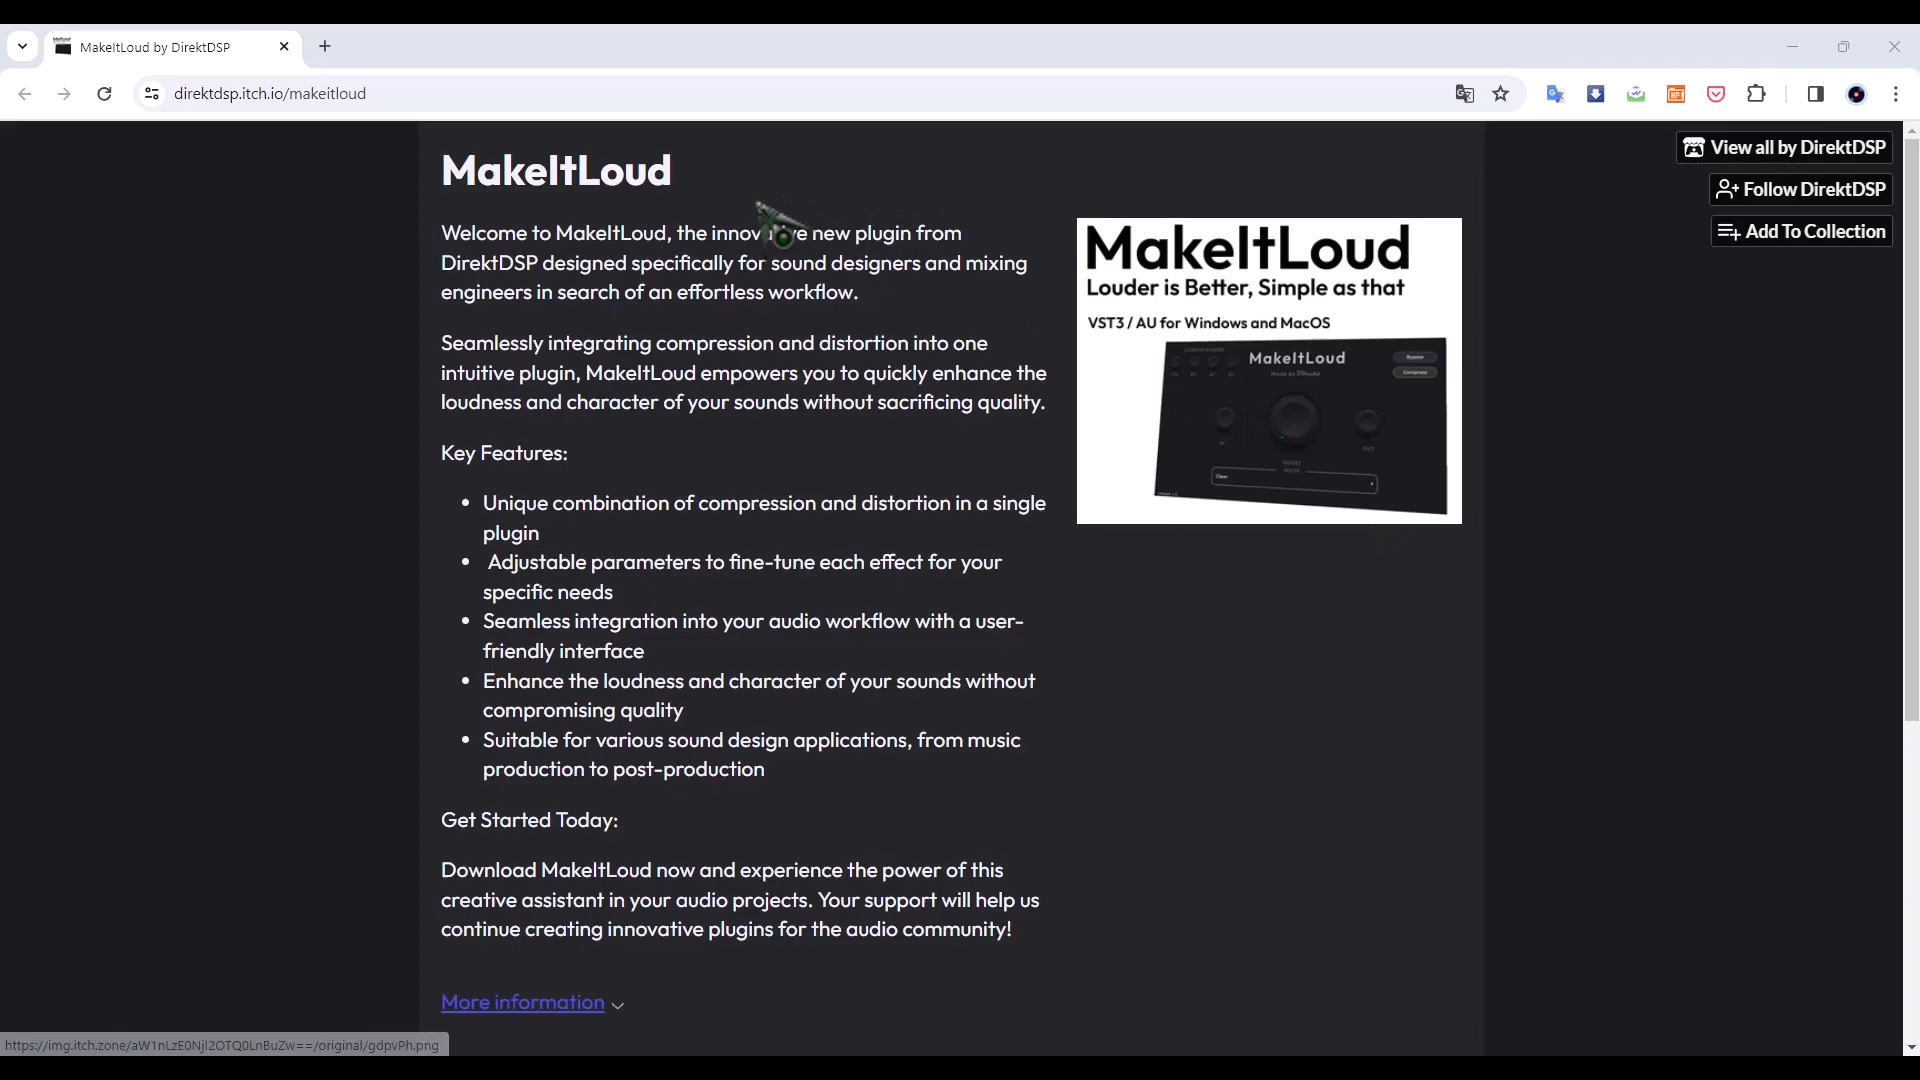 MakeItLoud by DirektDSP
direktdsp.itch.io/makeitloud
View all by DirektDSP
Follow DirektDSP
Add To Collection
MakeItLoud
Welcome to MakeItLoud, the new plugin from
DirektDSP designed specifically for sound designers and mixing
engineers in search of an effortless workflow.
Seamlessly integrating compression and distortion into one
intuitive plugin, MakeItLoud empowers you to quickly enhance the
loudness and character of your sounds without sacrificing quality.
Key Features:
Unique combination of compression and distortion in a single
plugin
Adjustable parameters to fine-tune each effect for your
specific needs
Seamless integration into your audio workflow with a user-
friendly interface
Enhance the loudness and character of your sounds without
compromising quality
Suitable for various sound design applications, from music
production to post-production
Get Started Today:
Download MakeItLoud now and experience the power of this
creative assistant in your audio projects. Your support will help us
continue creating innovative plugins for the audio community!
More information
MakeItLoud
Louder is Better, Simple as that
VST3 / AU for Windows and MacOS
MakeItLoud
Bypass
Compress
IN
OUT
BOOST
MODE
Clean
https://img.itch.zone/aW1nLzE0NjI2OTQ0LnBuZw==/original/gdpvPh.png